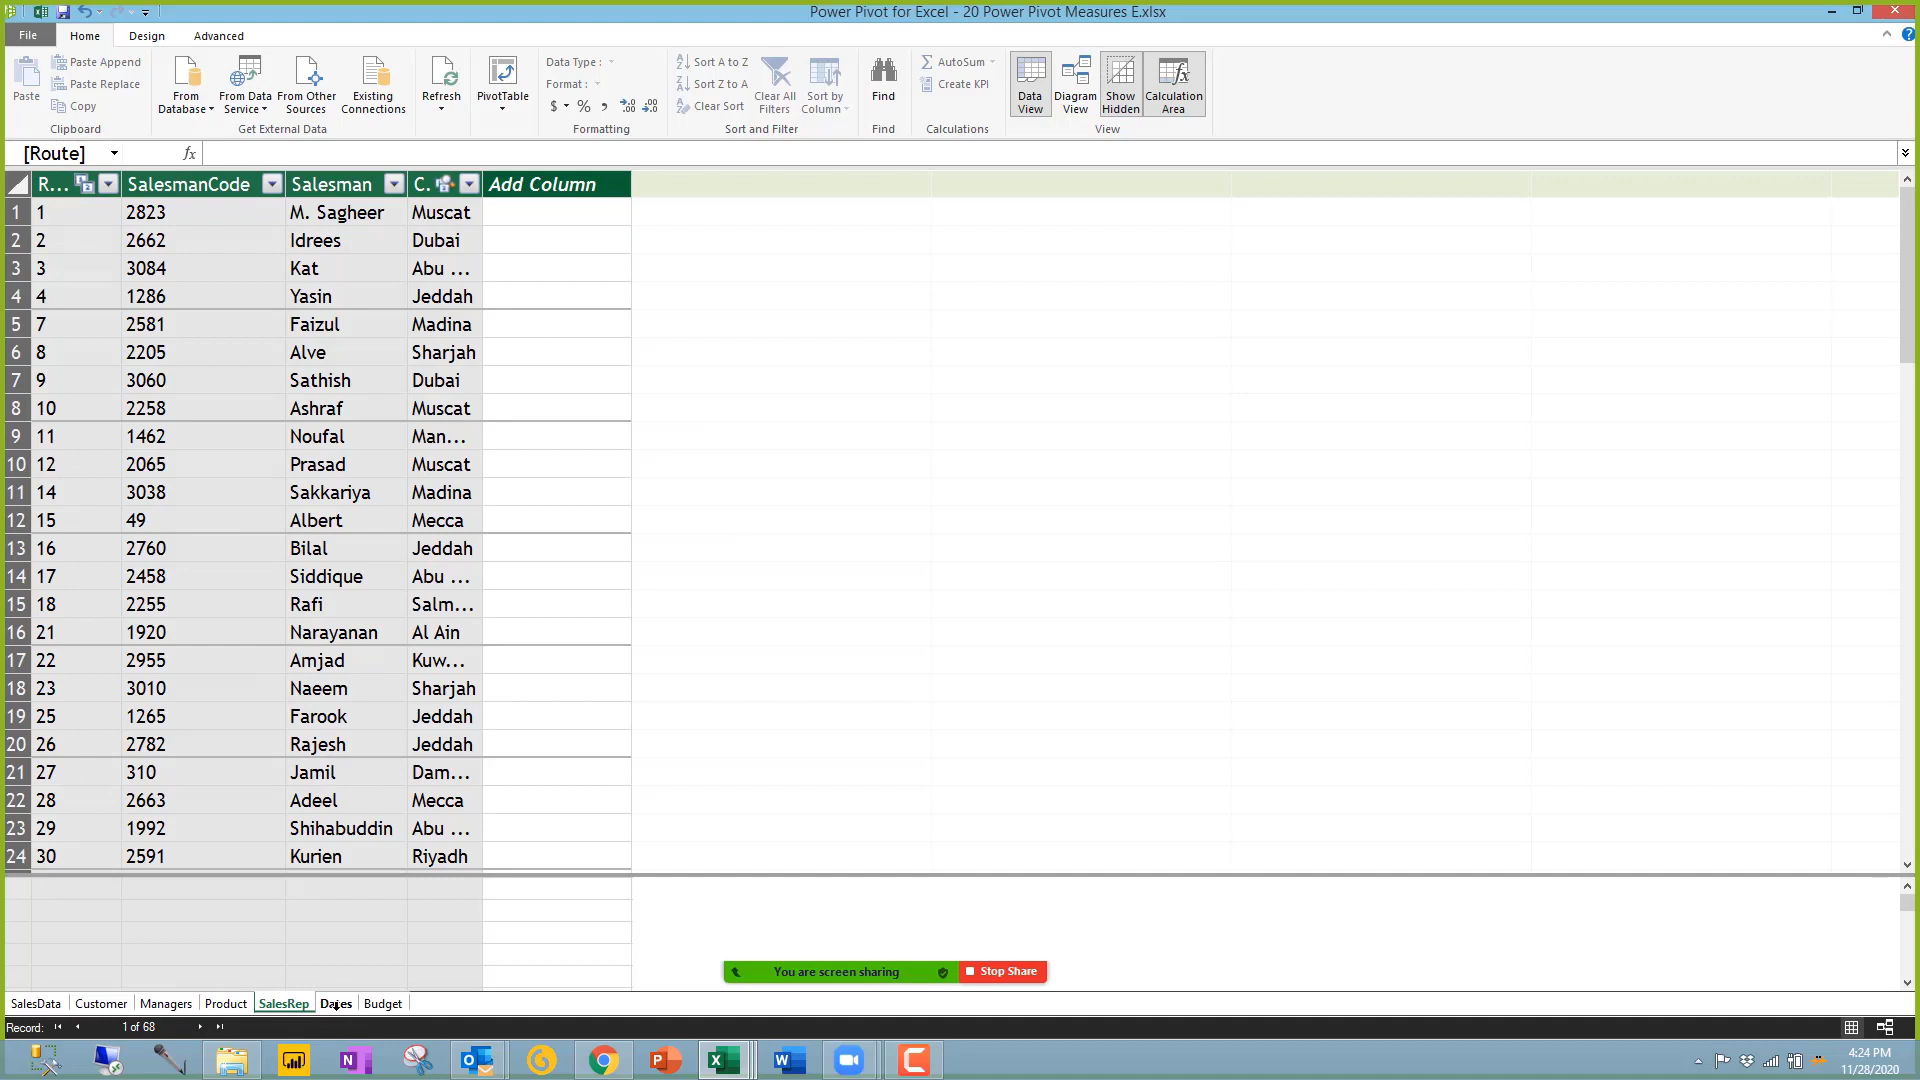 Power Pivot for Excel - 20 Power Pivot Measures E.xlsx
File Home Design Advanced
Paste
Paste Append
Paste Replace
Copy
Clipboard
From Database
From Data Service
From Other Sources
Existing Connections
Get External Data
Refresh
PivotTable
Data Type :
Format :
$ % ,
Formatting
Sort A to Z
Sort Z to A
Clear Sort
Clear All Filters
Sort by Column
Sort and Filter
Find
Find
AutoSum
Create KPI
Calculations
Data View
Diagram View
Show Hidden
Calculation Area
View
[Route] fx
R... SalesmanCode Salesman C. Add Column
1 1 2823 M. Sagheer Muscat
2 2 2662 Idrees Dubai
3 3 3084 Kat Abu ...
4 4 1286 Yasin Jeddah
5 7 2581 Faizul Madina
6 8 2205 Alve Sharjah
7 9 3060 Sathish Dubai
8 10 2258 Ashraf Muscat
9 11 1462 Noufal Man...
10 12 2065 Prasad Muscat
11 14 3038 Sakkariya Madina
12 15 49 Albert Mecca
13 16 2760 Bilal Jeddah
14 17 2458 Siddique Abu ...
15 18 2255 Rafi Salm...
16 21 1920 Narayanan Al Ain
17 22 2955 Amjad Kuw...
18 23 3010 Naeem Sharjah
19 25 1265 Farook Jeddah
20 26 2782 Rajesh Jeddah
21 27 310 Jamil Dam...
22 28 2663 Adeel Mecca
23 29 1992 Shihabuddin Abu ...
24 30 2591 Kurien Riyadh
You are screen sharing Stop Share
SalesData Customer Managers Product SalesRep Dates Budget
Record: 1 of 68
4:24 PM
11/28/2020